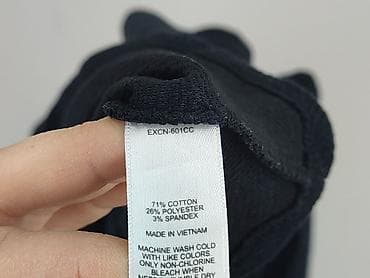 EXCN-601CC
71% COTTON
26% POLYESTER
3% SPANDEX
MADE IN VIETNAM
MACHINE WASH COLD
WITH LIKE COLORS
ONLY NON-CHLORINE
BLEACH WHEN